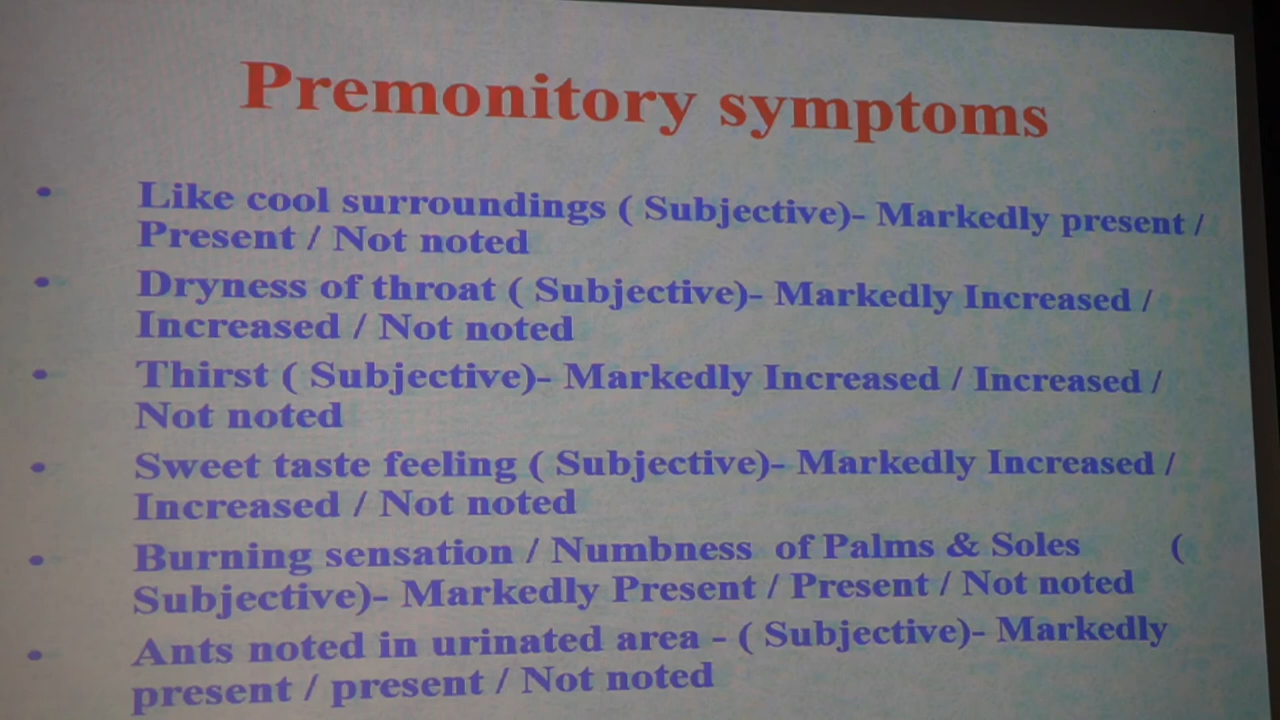 Premonitory symptoms
• Like cool surroundings ( Subjective)- Markedly present /
Present / Not noted
• Dryness of throat ( Subjective)- Markedly Increased /
Increased / Not noted
• Thirst ( Subjective)- Markedly Increased / Increased /
Not noted
• Sweet taste feeling ( Subjective)- Markedly Increased /
Increased / Not noted
• Burning sensation / Numbness of Palms & Soles (
Subjective)- Markedly Present / Present / Not noted
• Ants noted in urinated area - ( Subjective)- Markedly
present / present / Not noted